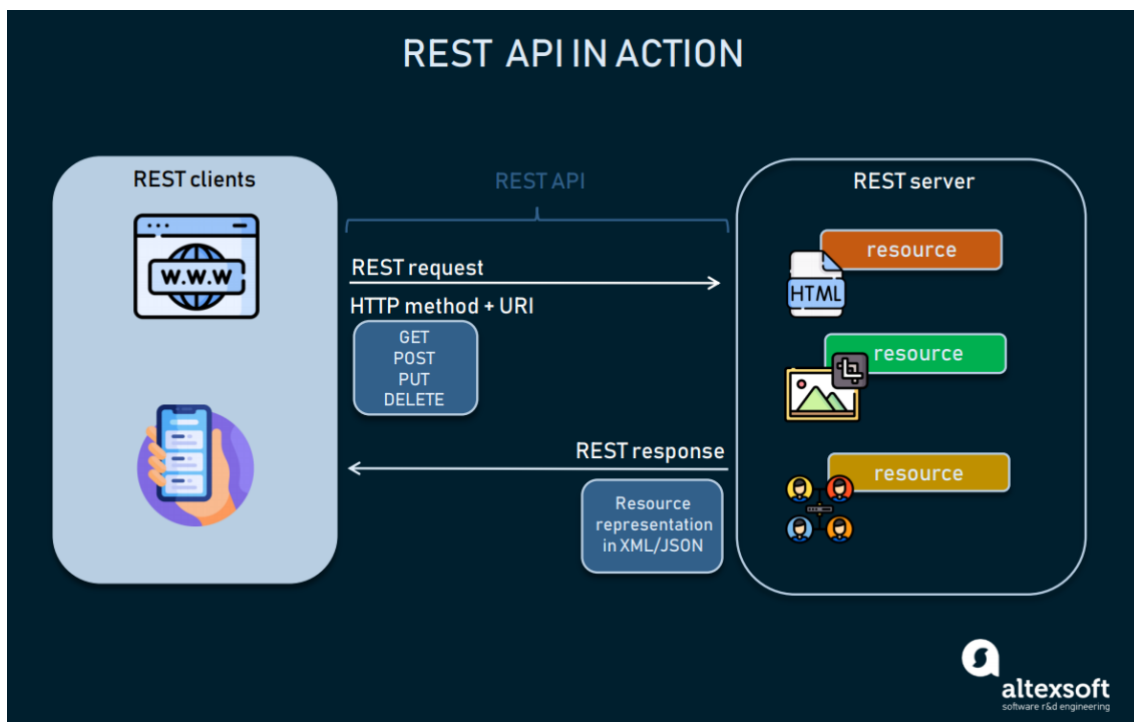 REST API IN ACTION
REST clients
W.W.W
REST API
REST request
HTTP method + URI
GET
POST
PUT
DELETE
REST response
Resource
representation
in XML/JSON
REST server
resource
HTML
resource
resource
altexsoft
software r&d engineering